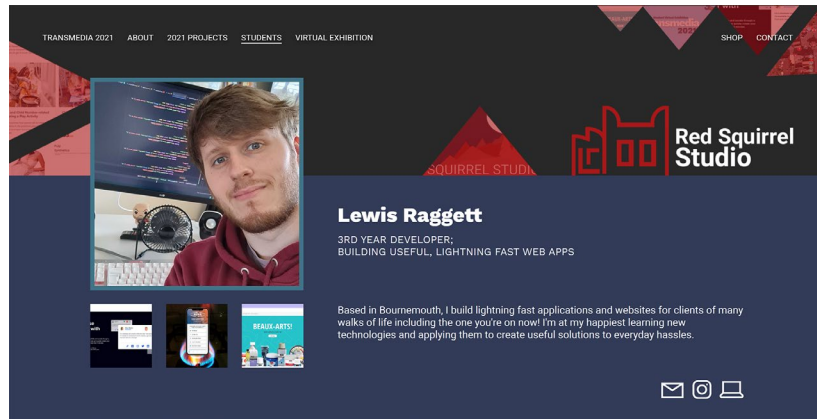 TRANSMEDIA 2021 ABOUT 2021 PROJECTS STUDENTS VIRTUAL EXHIBITION SHOP CONTACT
2021
SQUIRREL STUDI
Red Squirrel
Studio
Lewis Raggett
3RD YEAR DEVELOPER;
BUILDING USEFUL, LIGHTNING FAST WEB APPS
BEAUX-ARTS!
Based in Bournemouth, I build lightning fast applications and websites for clients of many
walks of life including the one you're on now! I'm at my happiest learning new
technologies and applying them to create useful solutions to everyday hassles.